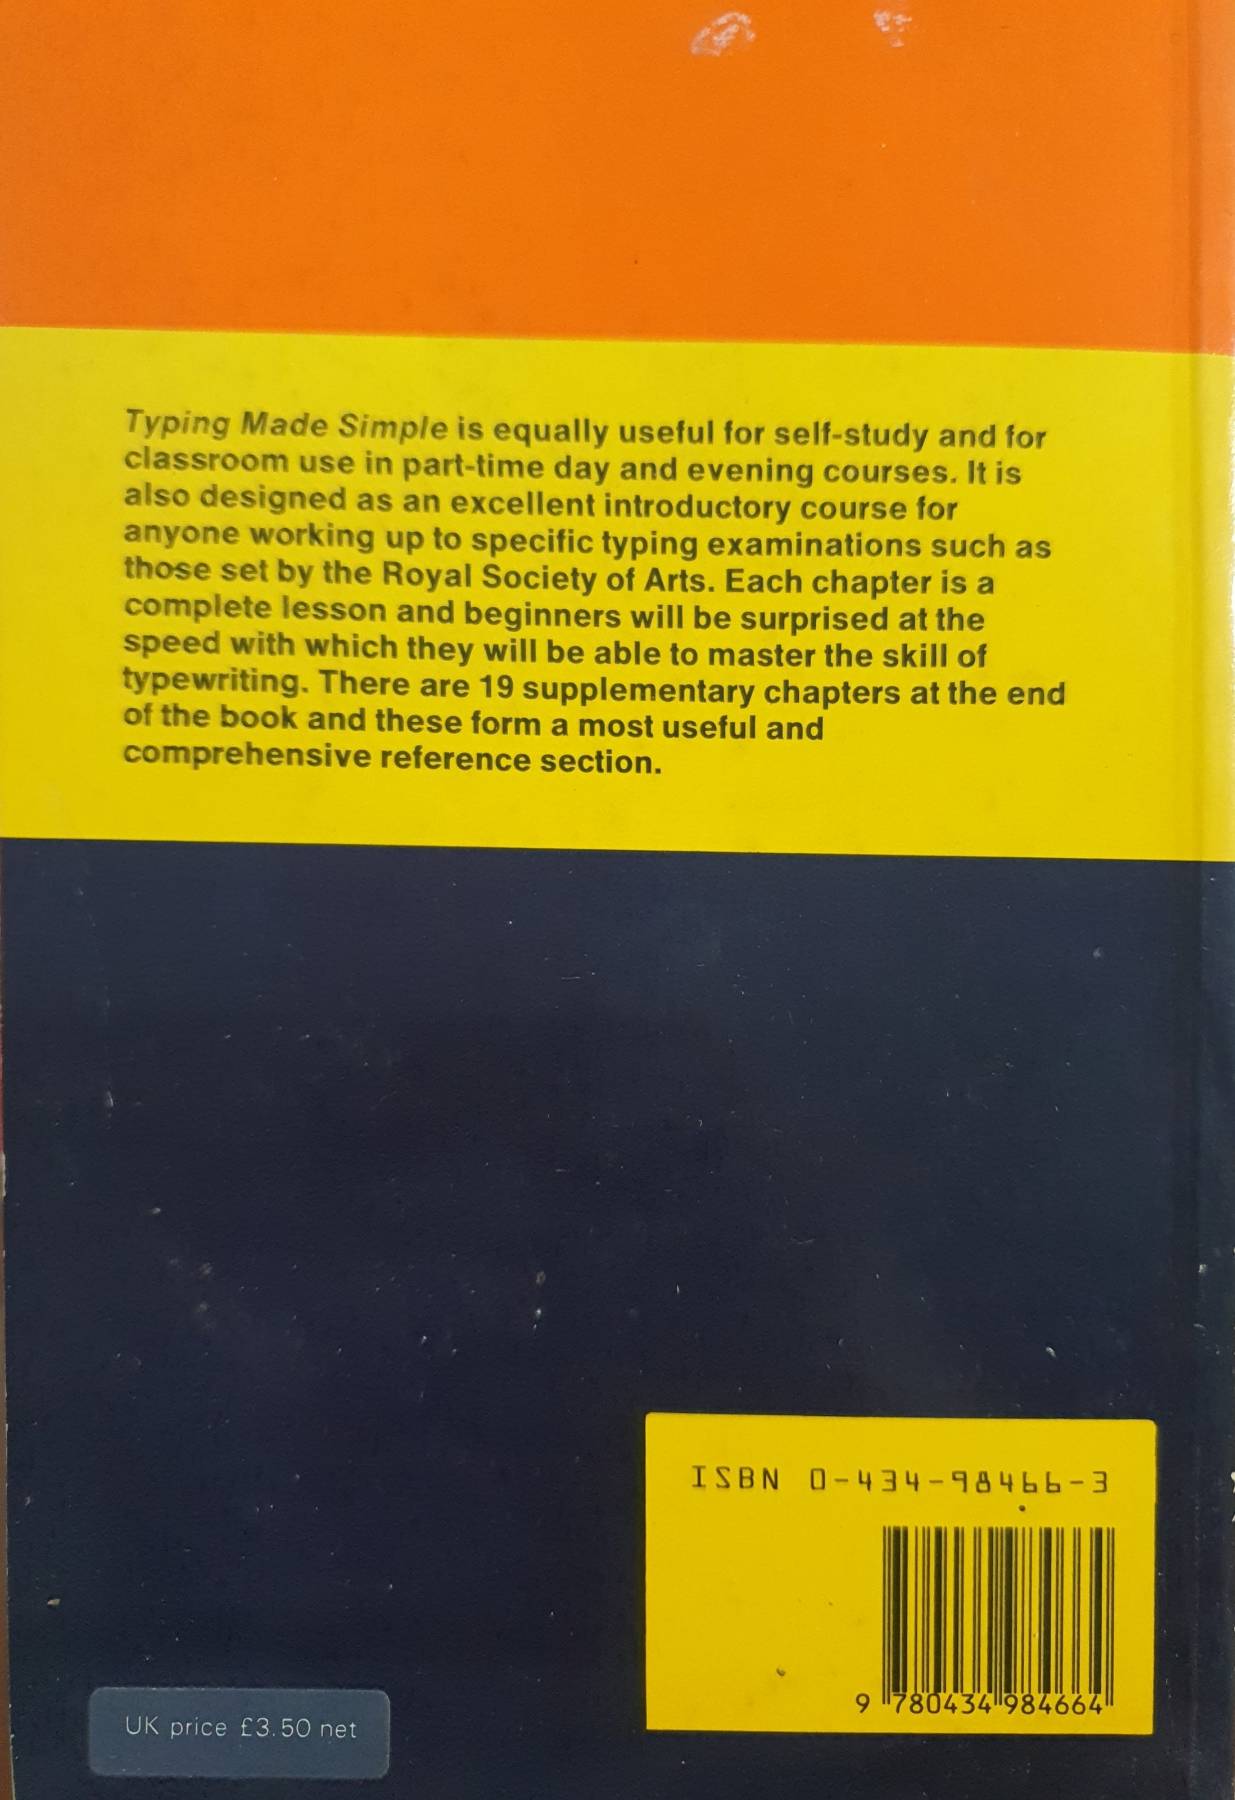 Typing Made Simple is equally useful for self-study and for
classroom use in part-time day and evening courses. It is
also designed as an excellent introductory course for
anyone working up to specific typing examinations such as
those set by the Royal Society of Arts. Each chapter is a
complete lesson and beginners will be surprised at the
speed with which they will be able to master the skill of
typewriting. There are 19 supplementary chapters at the end
of the book and these form a most useful and
comprehensive reference section.
ISBN 0-434-98466-3
9 780434 984664
UK price £3.50 net